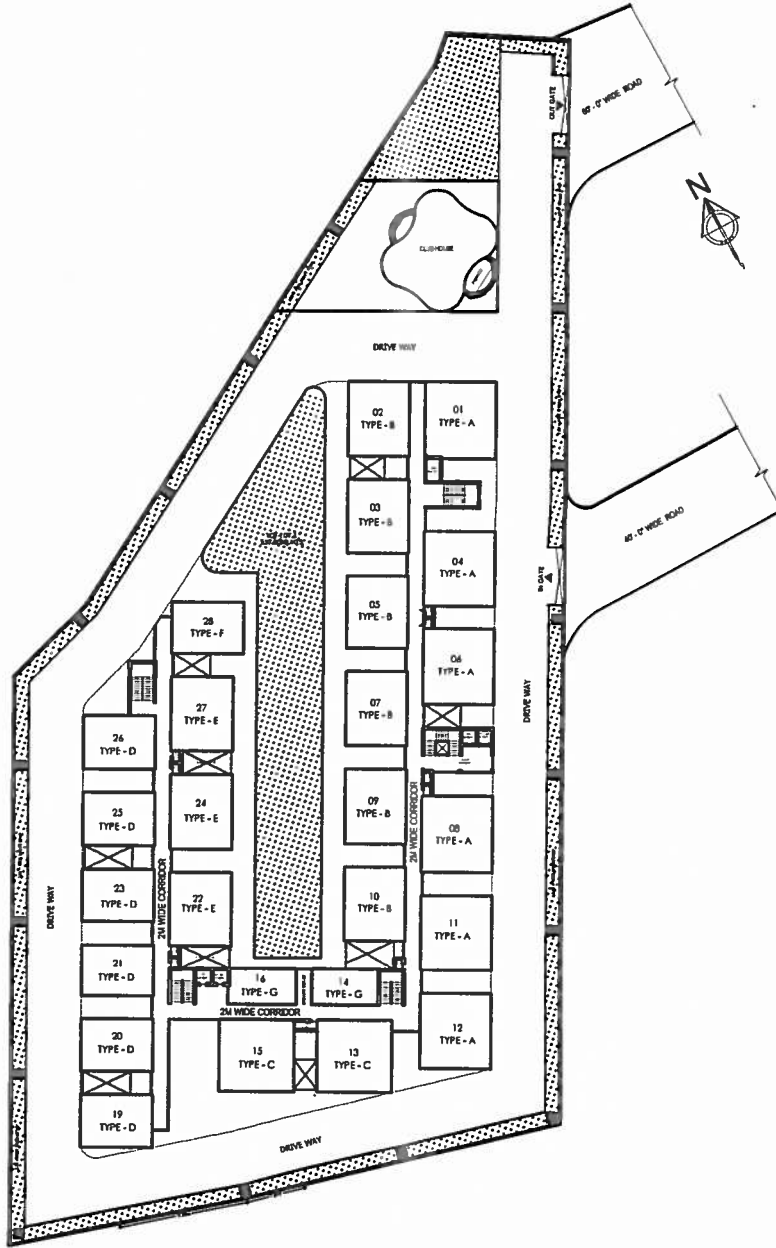 OUT GATE
60'-0" WIDE ROAD
N
CLUB HOUSE
DRIVE WAY
02
TYPE - B
01
TYPE - A
03
TYPE - B
40'-0" WIDE ROAD
04
TYPE - A
IN GATE
05
TYPE - B
28
TYPE - F
06
TYPE - A
27
TYPE - E
07
TYPE - B
DRIVE WAY
26
TYPE - D
24
TYPE - E
09
TYPE - B
2M WIDE CORRIDOR
08
TYPE - A
25
TYPE - D
23
TYPE - D
2M WIDE CORRIDOR
22
TYPE - E
10
TYPE - B
11
TYPE - A
DRIVE WAY
21
TYPE - D
16
TYPE - G
14
TYPE - G
2M WIDE CORRIDOR
20
TYPE - D
15
TYPE - C
13
TYPE - C
12
TYPE - A
19
TYPE - D
DRIVE WAY